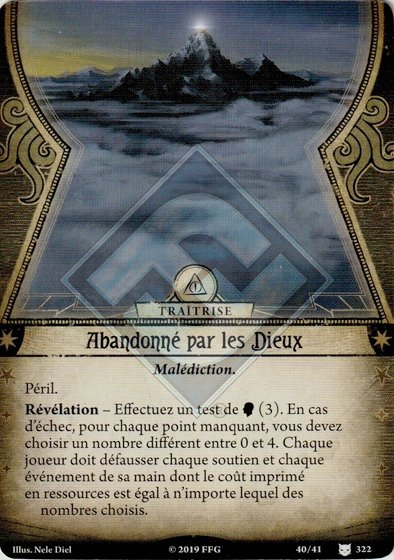 TRAÎTRISE
Abandonné par les Dieux
Malédiction.
Péril.
Révélation – Effectuez un test de (3). En cas
d'échec, pour chaque point manquant, vous devez
choisir un nombre différent entre 0 et 4. Chaque
joueur doit défausser chaque soutien et chaque
événement de sa main dont le coût imprimé
en ressources est égal à n'importe lequel des
nombres choisis.
Illus. Nele Diel © 2019 FFG 40/41 322